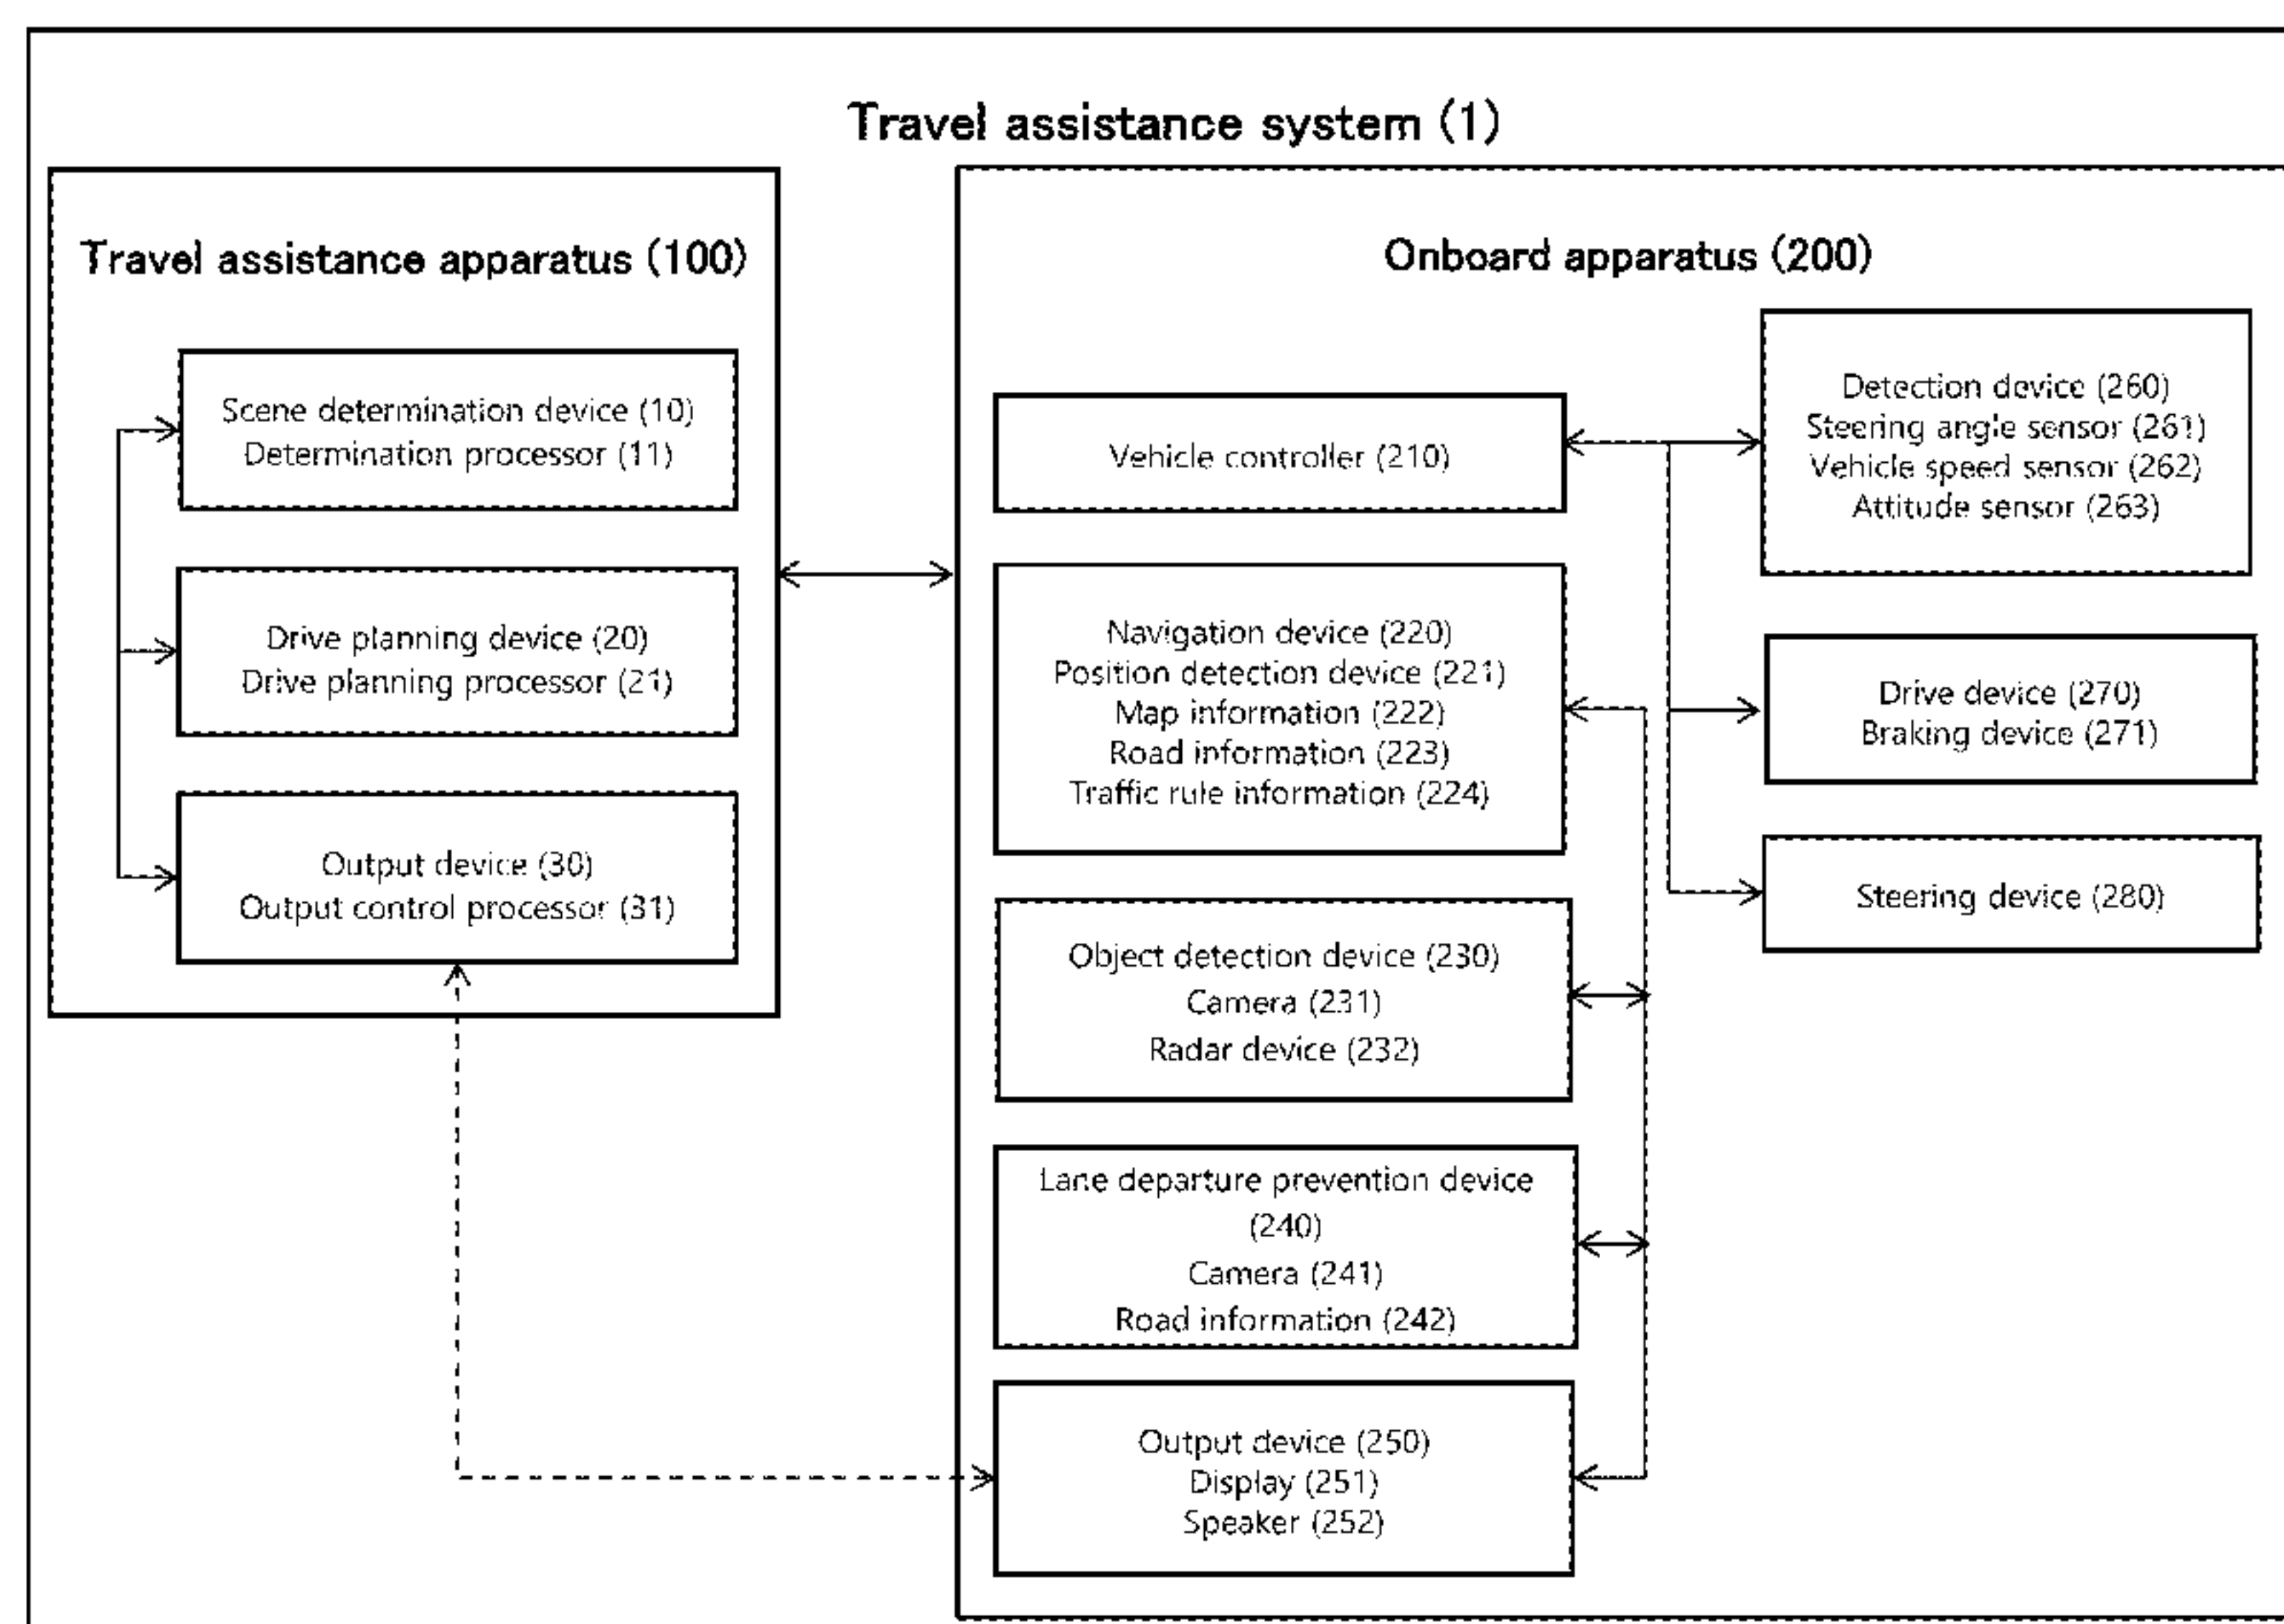 Travel assistance system (1)
Travel assistance apparatus (100)
Scene determination device (10)
Determination processor (11)
Drive planning device (20)
Drive planning processor (21)
Output device (30)
Output control processor (31)
Onboard apparatus (200)
Vehicle controller (210)
Navigation device (220)
Position detection device (221)
Map information (222)
Road information (223)
Traffic rule information (224)
Object detection device (230)
Camera (231)
Radar device (232)
Lane departure prevention device
(240)
Camera (241)
Road information (242)
Output device (250)
Display (251)
Speaker (252)
Detection device (260)
Steering angle sensor (261)
Vehicle speed sensor (262)
Attitude sensor (263)
Drive device (270)
Braking device (271)
Steering device (280)